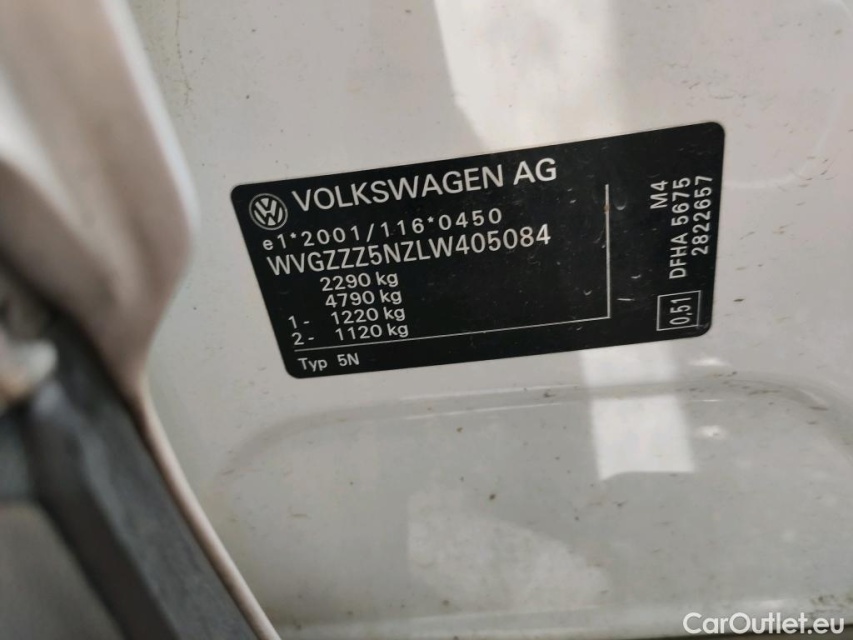 VOLKSWAGEN AG
e1*2001/116*0450
WVGZZZ5NZLW405084
2290 kg
4790 kg
1- 1220 kg
2- 1120 kg
Typ 5N
M4
DFHA 5675
2822657
0,51
CarOutlet.eu